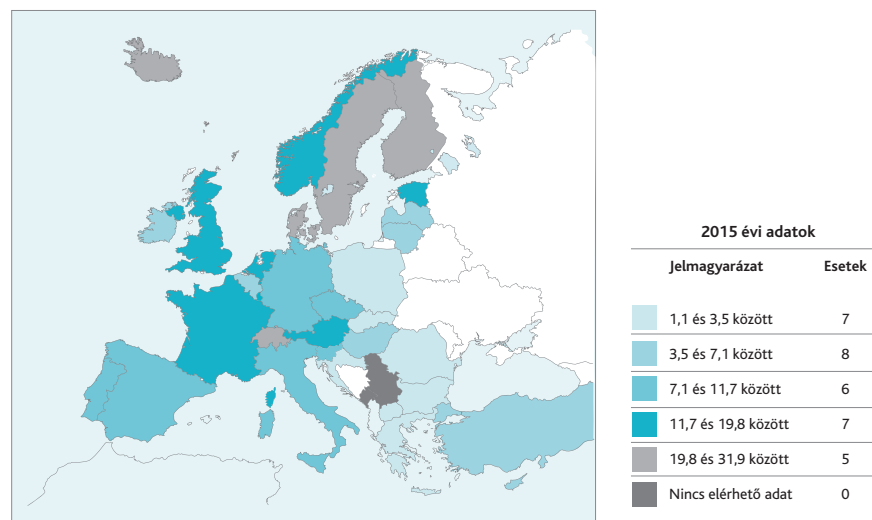 2015 évi adatok
Jelmagyarázat Esetek
1,1 és 3,5 között 7
3,5 és 7,1 között 8
7,1 és 11,7 között 6
11,7 és 19,8 között 7
19,8 és 31,9 között 5
Nincs elérhető adat 0